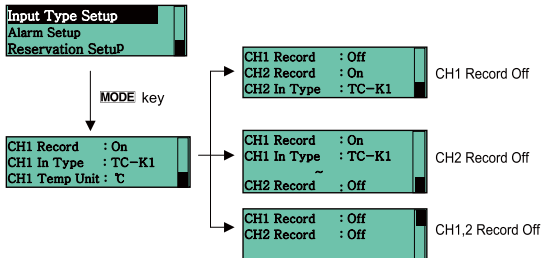 Input Type Setup
Alarm Setup
Reservation Setup
MODE key
CH1 Record : On
CH1 In Type : TC-K1
CH1 Temp Unit : ℃
CH1 Record : Off
CH2 Record : On
CH2 In Type : TC-K1
CH1 Record Off
CH1 Record : On
CH1 In Type : TC-K1
~
CH2 Record : Off
CH2 Record Off
CH1 Record : Off
CH2 Record : Off
CH1,2 Record Off